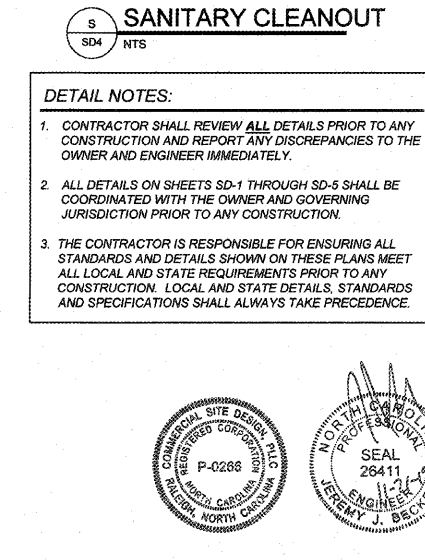 S
SD4
SANITARY CLEANOUT
NTS
DETAIL NOTES:
1. CONTRACTOR SHALL REVIEW ALL DETAILS PRIOR TO ANY
CONSTRUCTION AND REPORT ANY DISCREPANCIES TO THE
OWNER AND ENGINEER IMMEDIATELY.
2. ALL DETAILS ON SHEETS SD-1 THROUGH SD-5 SHALL BE
COORDINATED WITH THE OWNER AND GOVERNING
JURISDICTION PRIOR TO ANY CONSTRUCTION.
3. THE CONTRACTOR IS RESPONSIBLE FOR ENSURING ALL
STANDARDS AND DETAILS SHOWN ON THESE PLANS MEET
ALL LOCAL AND STATE REQUIREMENTS PRIOR TO ANY
CONSTRUCTION. LOCAL AND STATE DETAILS, STANDARDS
AND SPECIFICATIONS SHALL ALWAYS TAKE PRECEDENCE.
COMMERCIAL SITE DESIGN, PLLC
REGISTERED CORPORATION
P-0266
NORTH CAROLINA
RALEIGH, NORTH CAROLINA
NORTH CAROLI
PROFESSIONAL
SEAL
26411
ENGINEER
JEREMY J. BECK